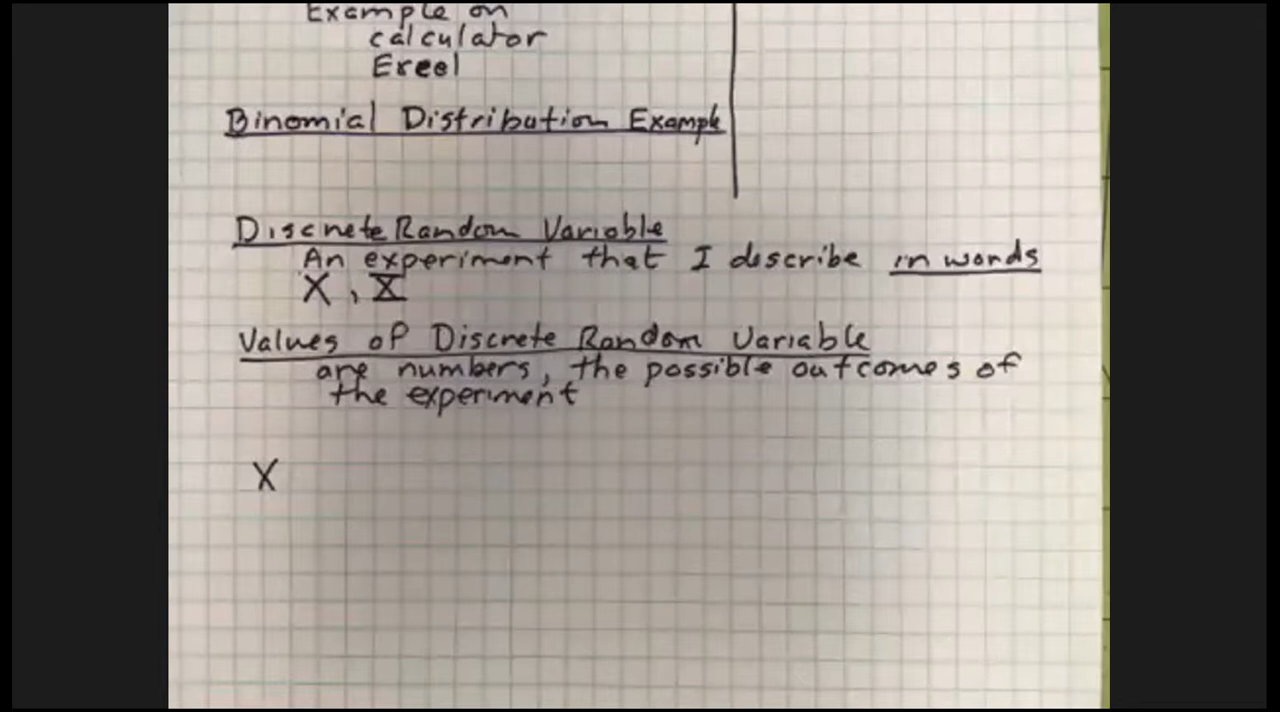 Example on
calculator
Excel
Binomial Distribution Example
Discrete Random Variable
An experiment that I describe in words
X, X
Values of Discrete Random Variable
are numbers, the possible outcomes of
the experiment
X